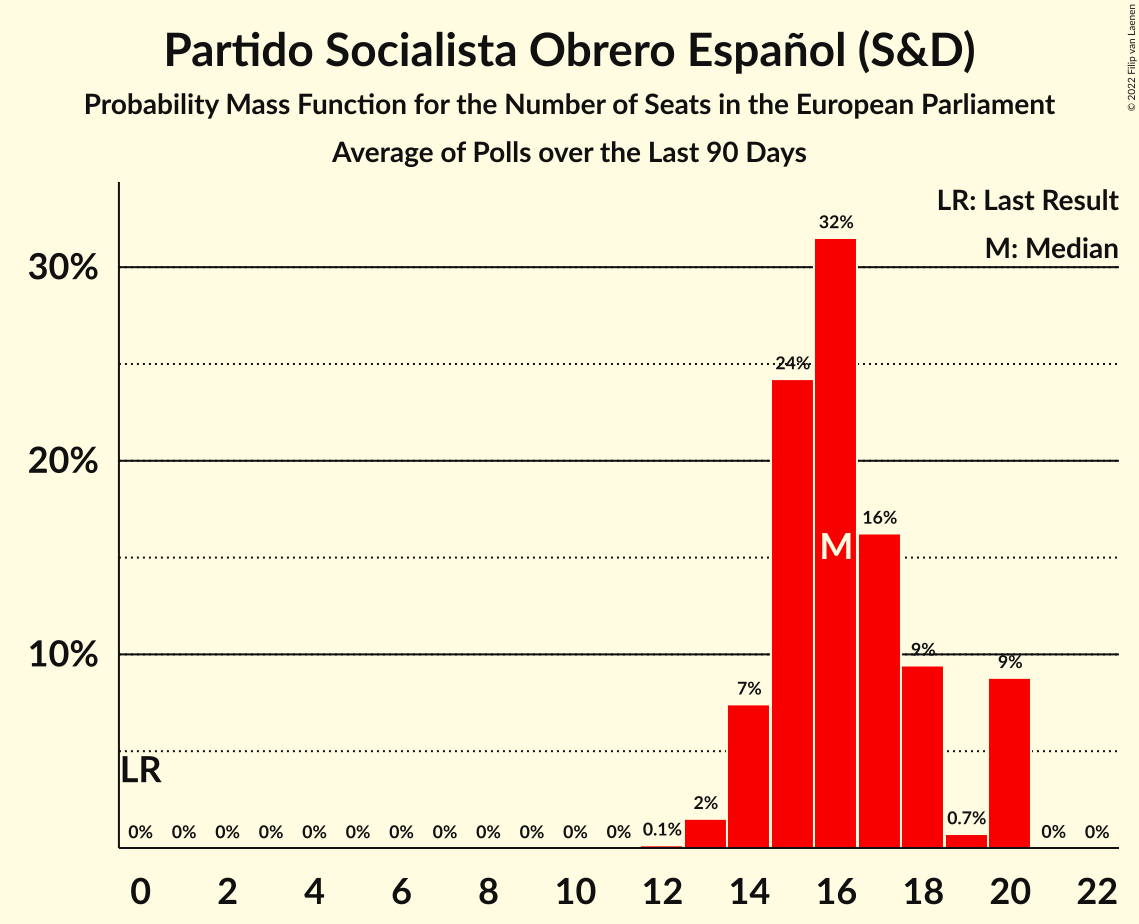 Partido Socialista Obrero Español (S&D)
Probability Mass Function for the Number of Seats in the European Parliament
Average of Polls over the Last 90 Days
© 2022 Filip van Laenen
LR: Last Result
M: Median
30%
20%
10%
32%
24%
16%
M
9%
9%
7%
LR
2%
0% 0% 0% 0% 0% 0% 0% 0% 0% 0% 0% 0% 0.1% 0.7% 0% 0%
0 2 4 6 8 10 12 14 16 18 20 22